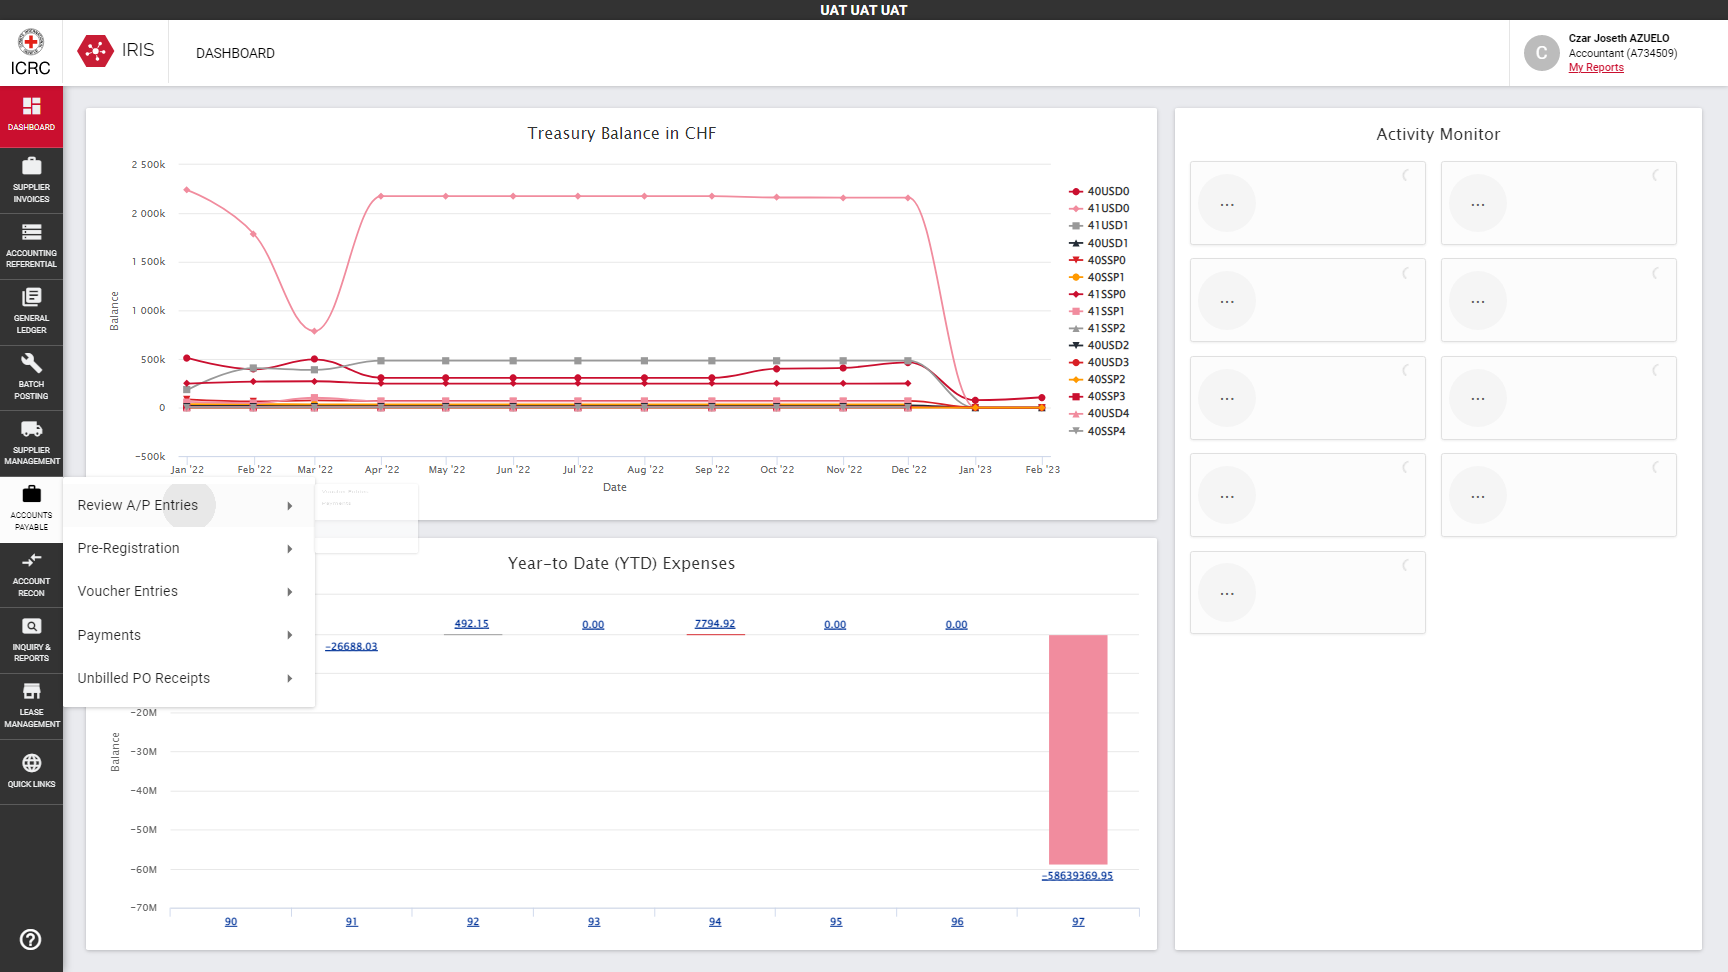 UAT UAT UAT
ICRC
IRIS
DASHBOARD
Czar Joseth AZUELO
Accountant (A734509)
My Reports
C
DASHBOARD
SUPPLIER
INVOICES
ACCOUNTING
REFERENTIAL
GENERAL
LEDGER
BATCH
POSTING
SUPPLIER
MANAGEMENT
ACCOUNTS
PAYABLE
ACCOUNT
RECON
INQUIRY &
REPORTS
LEASE
MANAGEMENT
QUICK LINKS
Review A/P Entries
Pre-Registration
Voucher Entries
Payments
Unbilled PO Receipts
Treasury Balance in CHF
Balance
2 500k
2 000k
1 500k
1 000k
500k
0
-500k
Jan '22
Feb '22
Mar '22
Apr '22
May '22
Jun '22
Jul '22
Aug '22
Sep '22
Oct '22
Nov '22
Dec '22
Jan '23
Feb '23
Date
40USD0
41USD0
41USD1
40USD1
40SSP0
40SSP1
41SSP0
41SSP1
41SSP2
40USD2
40USD3
40SSP2
40SSP3
40USD4
40SSP4
Year-to Date (YTD) Expenses
-26688.03
492.15
0.00
7794.92
0.00
0.00
-58639369.95
Balance
-20M
-30M
-40M
-50M
-60M
-70M
90
91
92
93
94
95
96
97
Activity Monitor
...
...
...
...
...
...
...
...
...